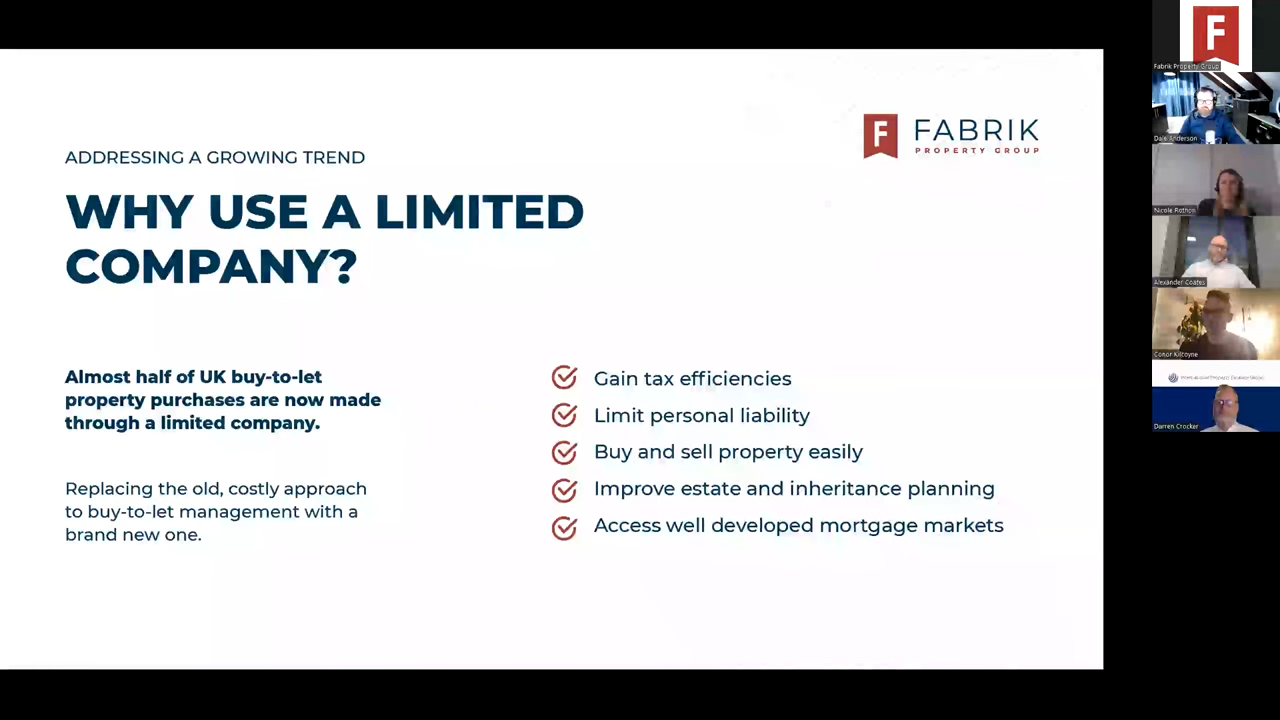 ADDRESSING A GROWING TREND
WHY USE A LIMITED
COMPANY?
F FABRIK
PROPERTY GROUP
Almost half of UK buy-to-let
property purchases are now made
through a limited company.
Replacing the old, costly approach
to buy-to-let management with a
brand new one.
Gain tax efficiencies
Limit personal liability
Buy and sell property easily
Improve estate and inheritance planning
Access well developed mortgage markets
F
Fabrik Property Group
Dale Anderson
Nicole Rothon
Alexander Coates
Conor Kilcoyne
Darren Crocker